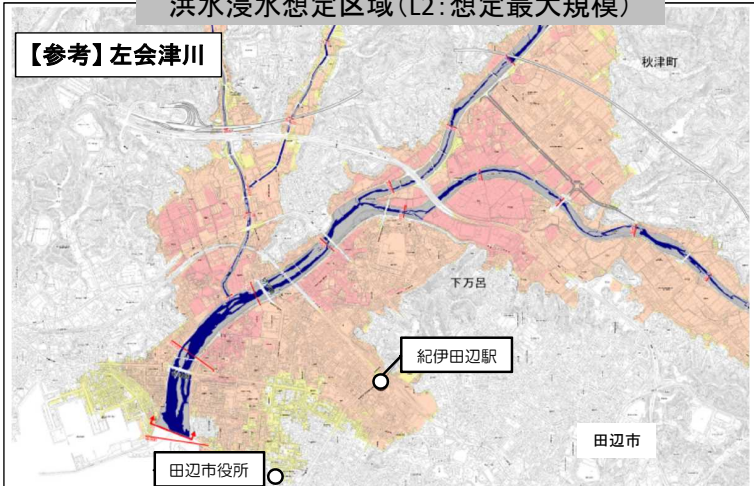 洪水浸水想定区域（L2：想定最大規模）
【参考】左会津川
秋津町
下万呂
紀伊田辺駅
田辺市
田辺市役所